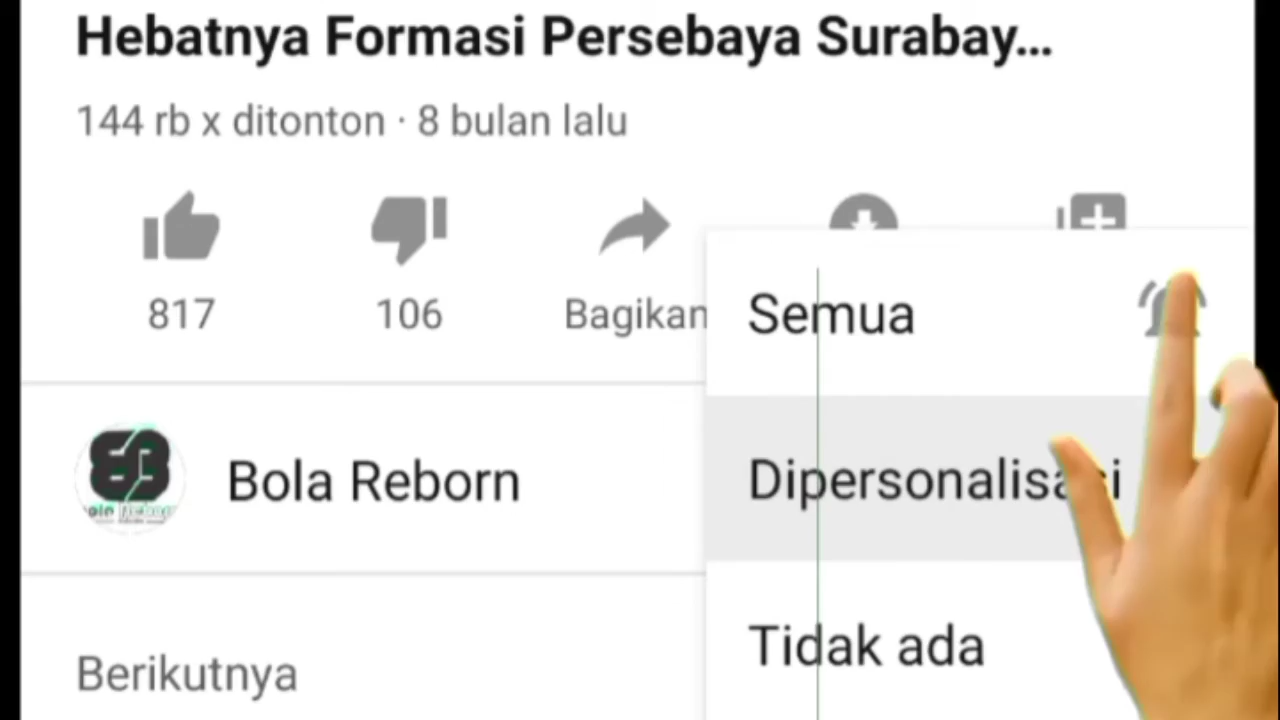 Hebatnya Formasi Persebaya Surabay...
144 rb x ditonton · 8 bulan lalu
817
106
Bagikan
Semua
Bola Reborn
Dipersonalisasi
Tidak ada
Berikutnya